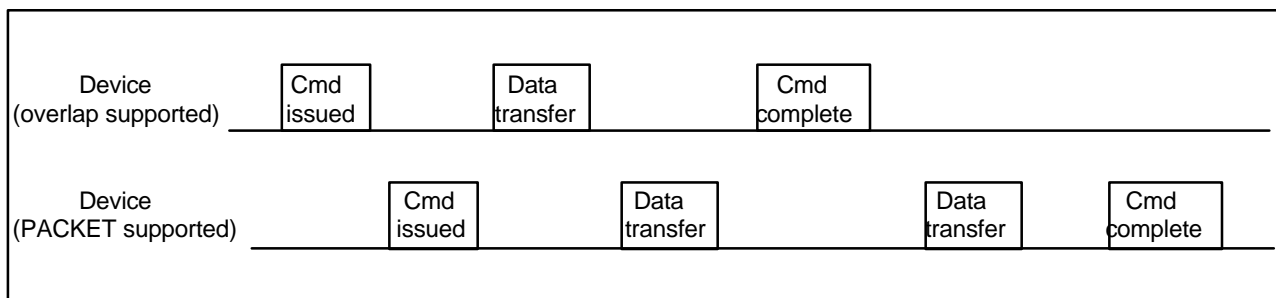 Device
(overlap supported)
Cmd
issued
Data
transfer
Cmd
complete
Device
(PACKET supported)
Cmd
issued
Data
transfer
Data
transfer
Cmd
complete